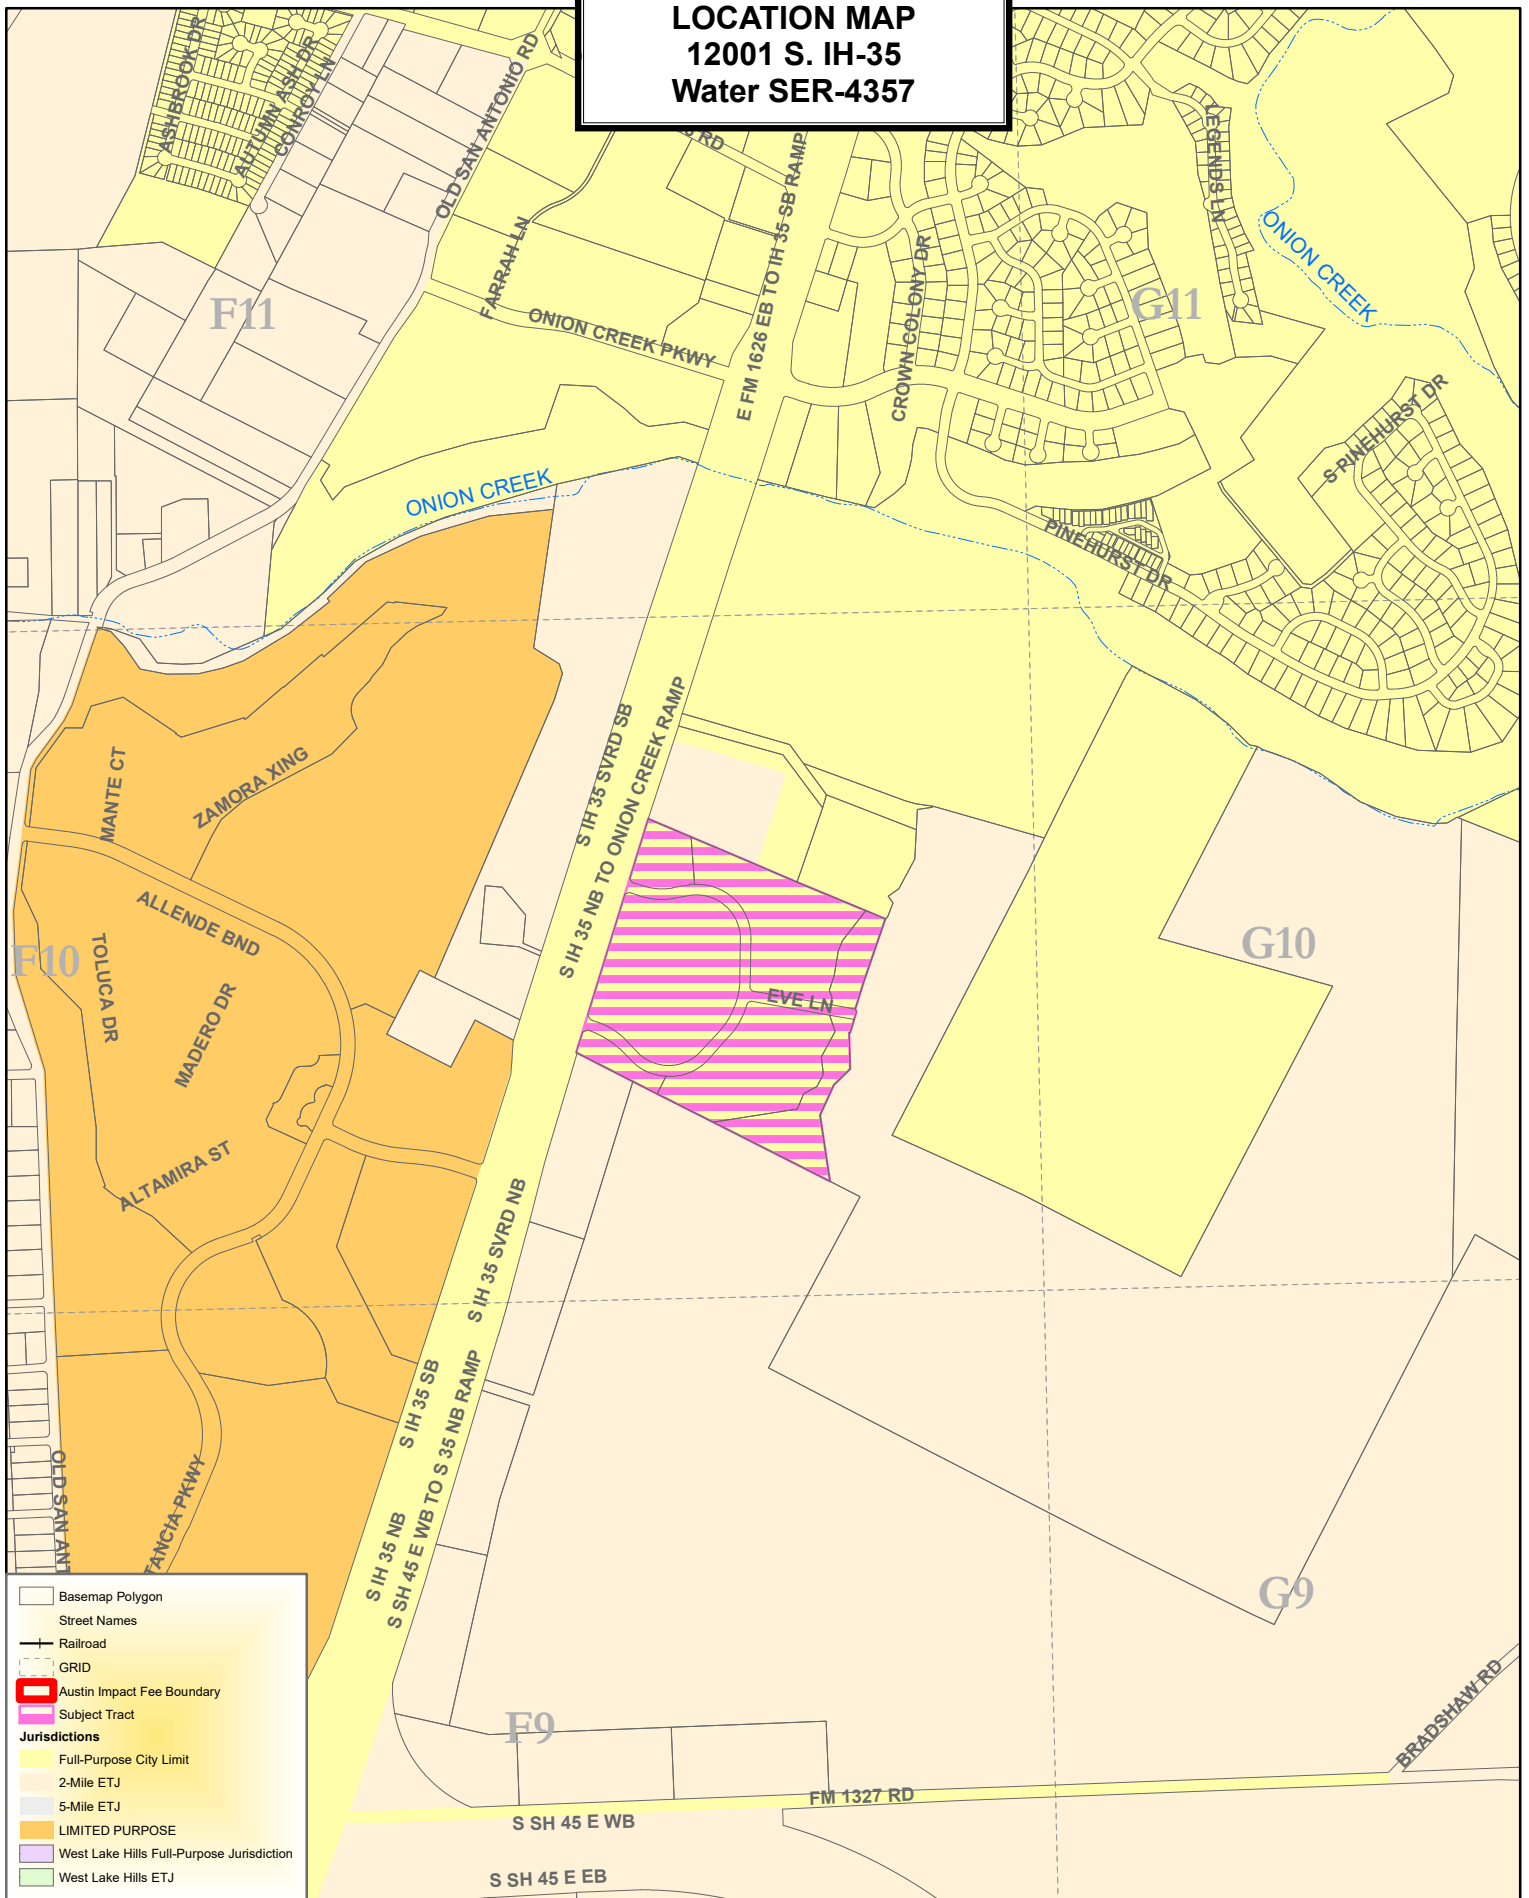 LOCATION MAP
12001 S. IH-35
Water SER-4357
ASHBROOK DR
AUTUMN ASH DR
CONROY LN
OLD SAN ANTONIO RD
RD
E FM 1626 EB TO IH 35 SB RAMP
LEGENDS LN
ONION CREEK
FARRAH LN
CROWN COLONY DR
F11
G11
ONION CREEK PKWY
S PINEHURST DR
ONION CREEK
PINEHURST DR
S IH 35 SVRD SB
S IH 35 NB TO ONION CREEK RAMP
MANTE CT
ZAMORA XING
ALLENDE BND
F10
TOLUCA DR
MADERO DR
G10
EVE LN
ALTAMIRA ST
S IH 35 SVRD NB
S IH 35 SB
S SH 45 E WB TO S 35 NB RAMP
S IH 35 NB
OLD SAN ANT
TANCIA PKWY
G9
F9
BRADSHAW RD
FM 1327 RD
S SH 45 E WB
S SH 45 E EB
Basemap Polygon
Street Names
Railroad
GRID
Austin Impact Fee Boundary
Subject Tract
Jurisdictions
Full-Purpose City Limit
2-Mile ETJ
5-Mile ETJ
LIMITED PURPOSE
West Lake Hills Full-Purpose Jurisdiction
West Lake Hills ETJ